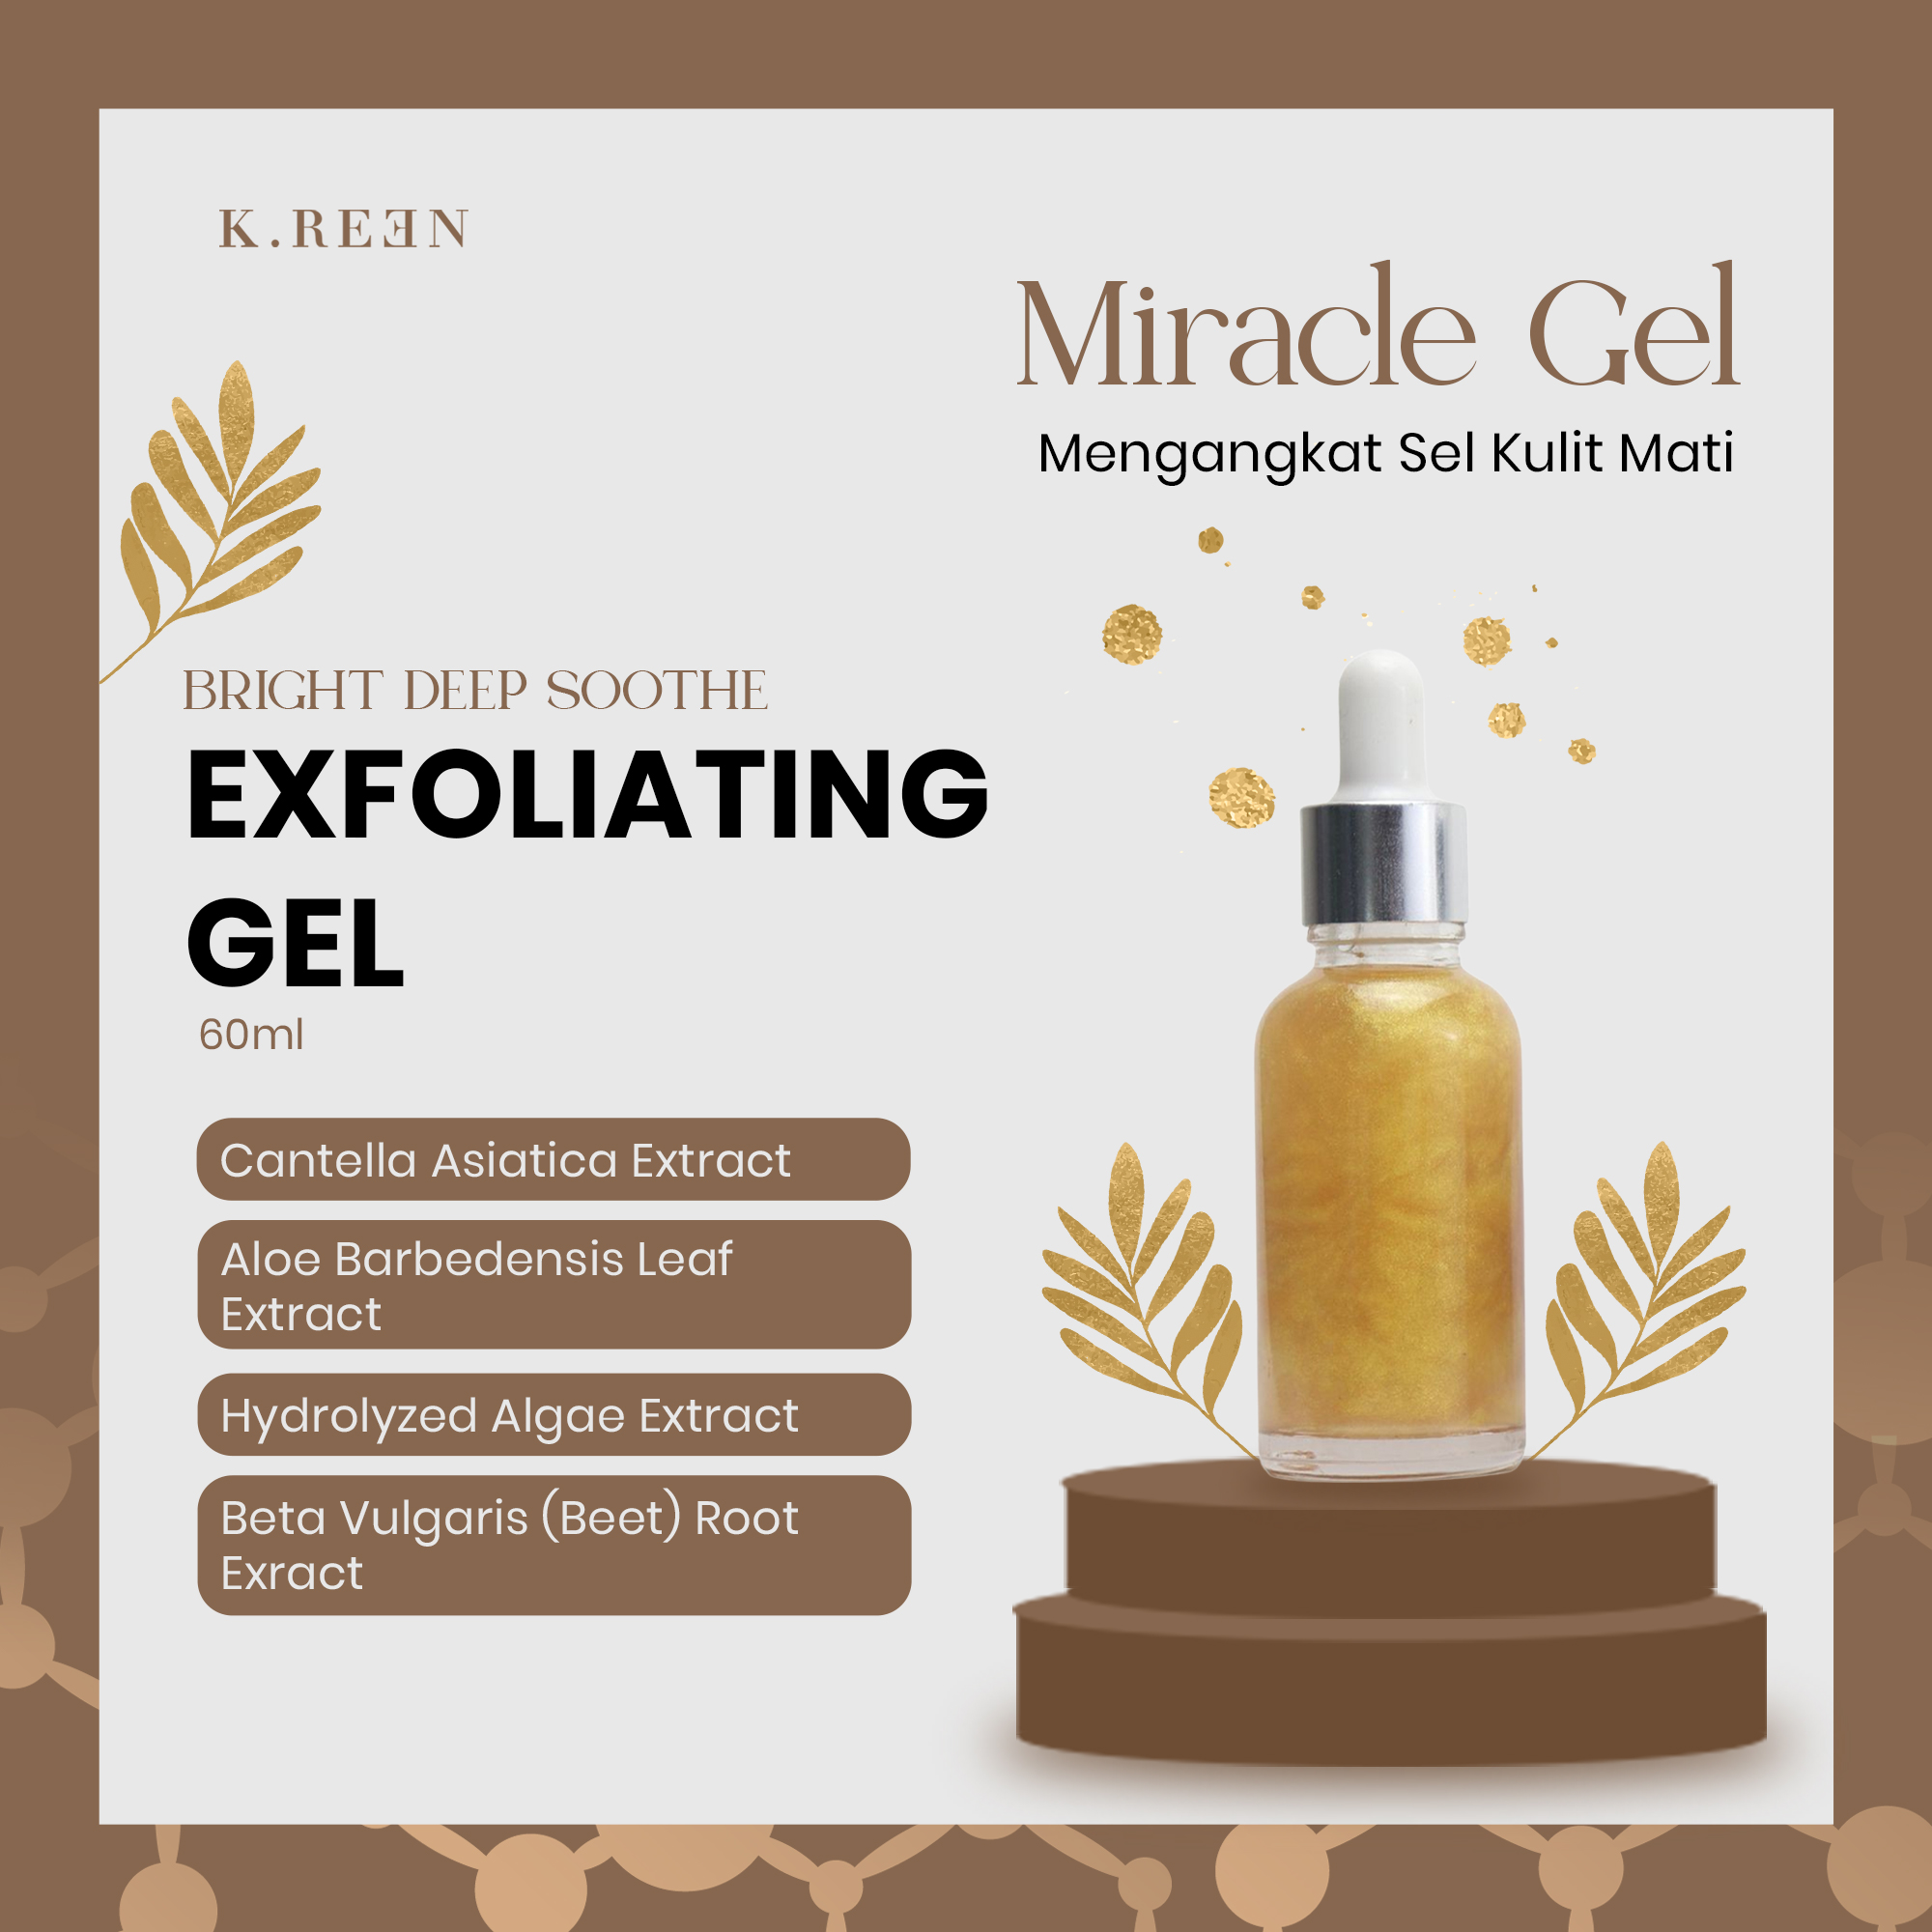 K.REEN
Miracle Gel
Mengangkat Sel Kulit Mati
BRIGHT DEEP SOOTHE
EXFOLIATING
GEL
60ml
Cantella Asiatica Extract
Aloe Barbedensis Leaf
Extract
Hydrolyzed Algae Extract
Beta Vulgaris (Beet) Root
Exract